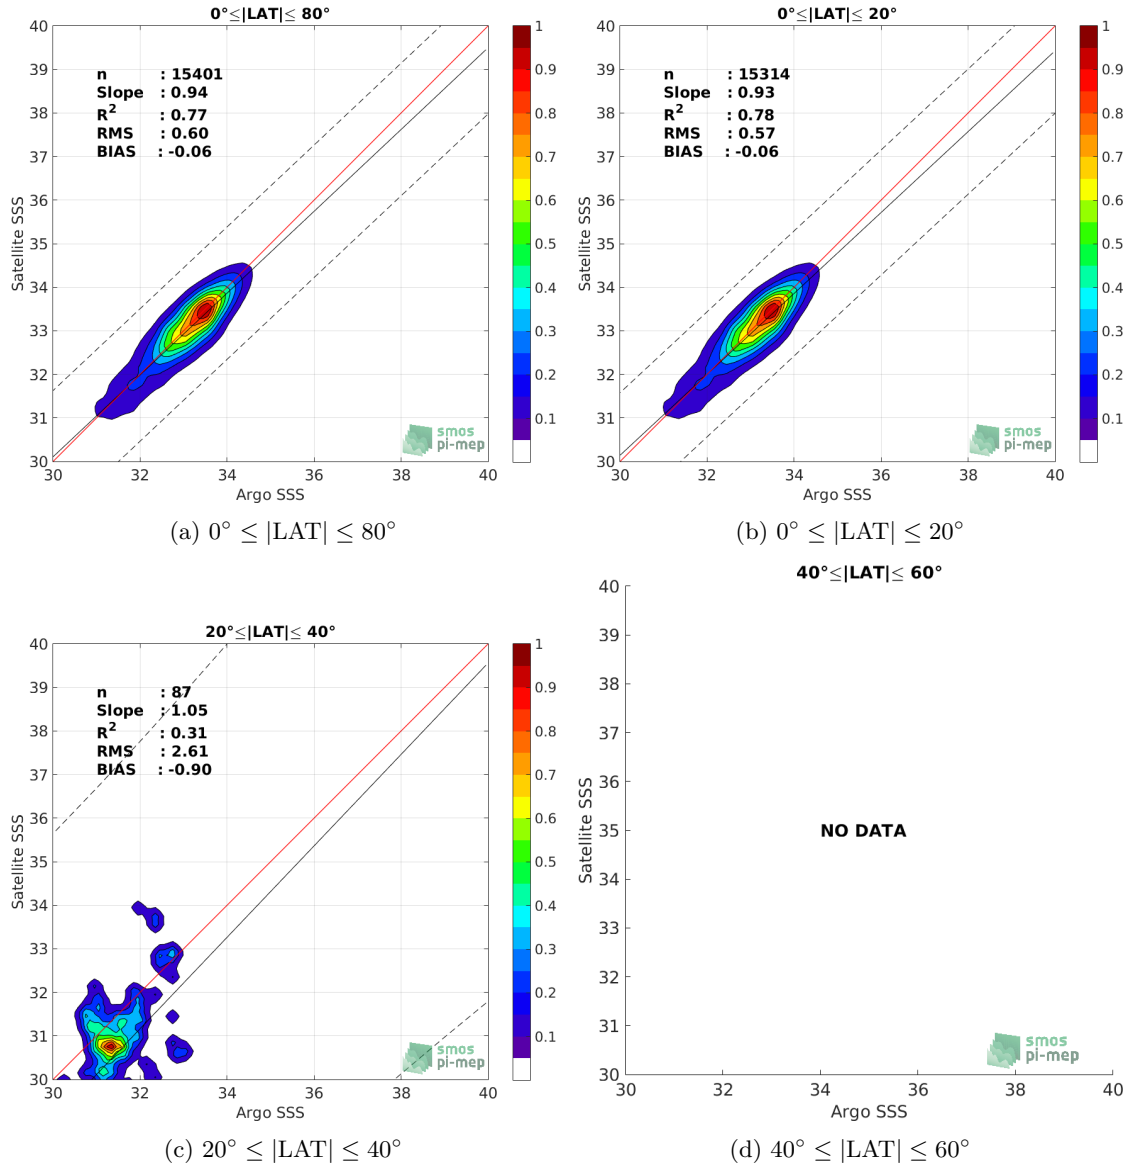 0°≤|LAT|≤ 80°
n : 15401
Slope : 0.94
R² : 0.77
RMS : 0.60
BIAS : -0.06
Satellite SSS
40
39
38
37
36
35
34
33
32
31
30
30 32 34 36 38 40
Argo SSS
1
0.9
0.8
0.7
0.6
0.5
0.4
0.3
0.2
0.1
smos
pi-mep
(a) 0° ≤ |LAT| ≤ 80°
0°≤|LAT|≤ 20°
n : 15314
Slope : 0.93
R² : 0.78
RMS : 0.57
BIAS : -0.06
Satellite SSS
40
39
38
37
36
35
34
33
32
31
30
30 32 34 36 38 40
Argo SSS
1
0.9
0.8
0.7
0.6
0.5
0.4
0.3
0.2
0.1
smos
pi-mep
(b) 0° ≤ |LAT| ≤ 20°
20°≤|LAT|≤ 40°
n : 87
Slope : 1.05
R² : 0.31
RMS : 2.61
BIAS : -0.90
Satellite SSS
40
39
38
37
36
35
34
33
32
31
30
30 32 34 36 38 40
Argo SSS
1
0.9
0.8
0.7
0.6
0.5
0.4
0.3
0.2
0.1
smos
pi-mep
(c) 20° ≤ |LAT| ≤ 40°
40°≤|LAT|≤ 60°
NO DATA
Satellite SSS
40
39
38
37
36
35
34
33
32
31
30
30 32 34 36 38 40
Argo SSS
smos
pi-mep
(d) 40° ≤ |LAT| ≤ 60°